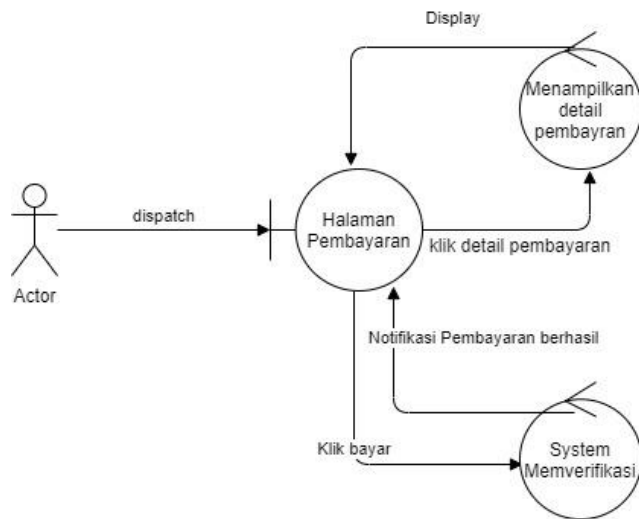 Display
Menampilkan
detail
pembayran
dispatch
Halaman
Pembayaran
klik detail pembayaran
Actor
Notifikasi Pembayaran berhasil
Klik bayar
System
Memverifikasi